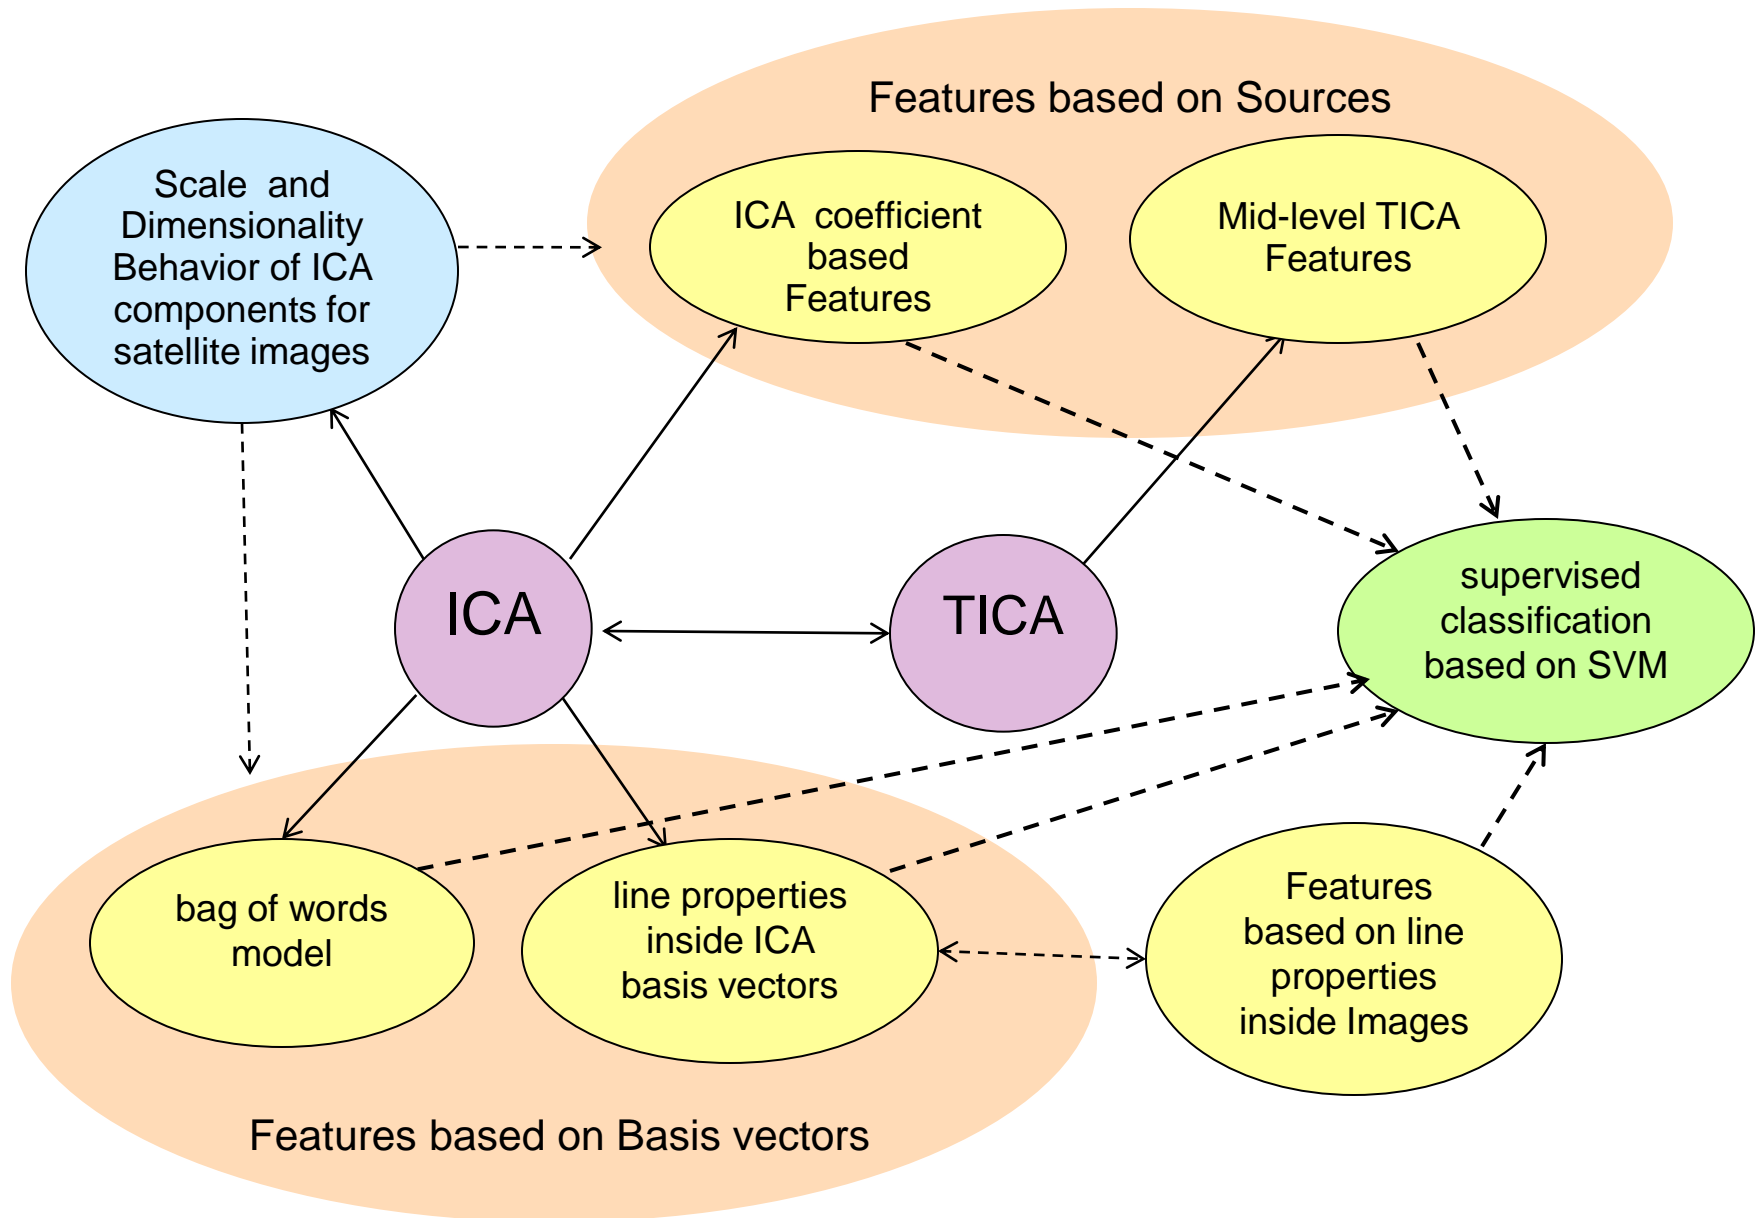 Features based on Sources
Scale and
Dimensionality
Behavior of ICA
components for
satellite images
ICA coefficient
based
Features
Mid-level TICA
Features
ICA
TICA
supervised
classification
based on SVM
bag of words
model
line properties
inside ICA
basis vectors
Features
based on line
properties
inside Images
Features based on Basis vectors